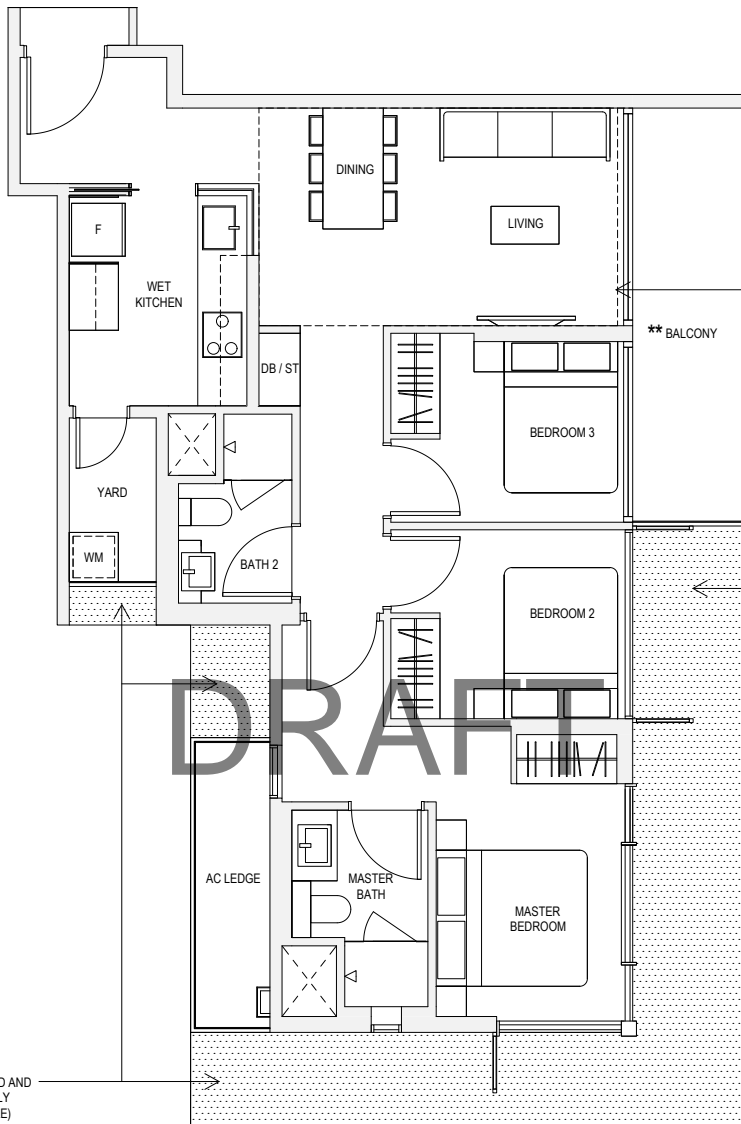 DINING
LIVING
F
WET
KITCHEN
** BALCONY
DB / ST
BEDROOM 3
YARD
WM
BATH 2
BEDROOM 2
DRAFT
AC LEDGE
MASTER
BATH
MASTER
BEDROOM
AND